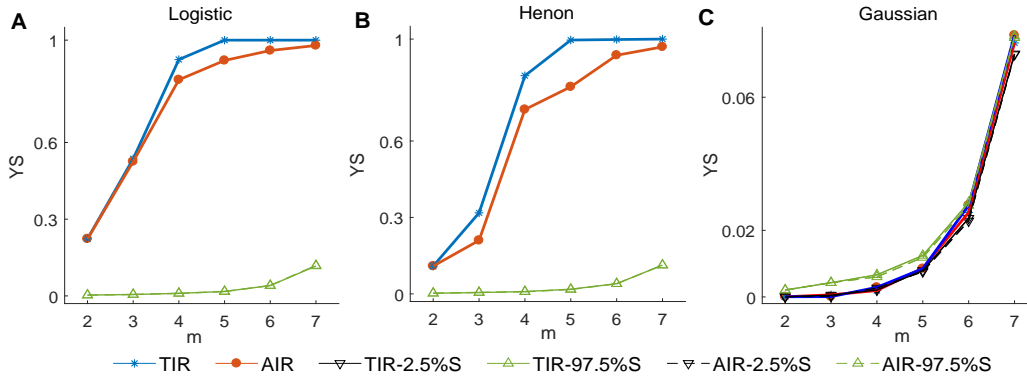 A
Logistic
1
0.6
0.3
0
YS
2 3 4 5 6 7
m
B
Henon
1
0.6
0.3
0
YS
2 3 4 5 6 7
m
C
Gaussian
0.06
0.02
0
YS
2 3 4 5 6 7
m
TIR AIR TIR-2.5%S TIR-97.5%S AIR-2.5%S AIR-97.5%S